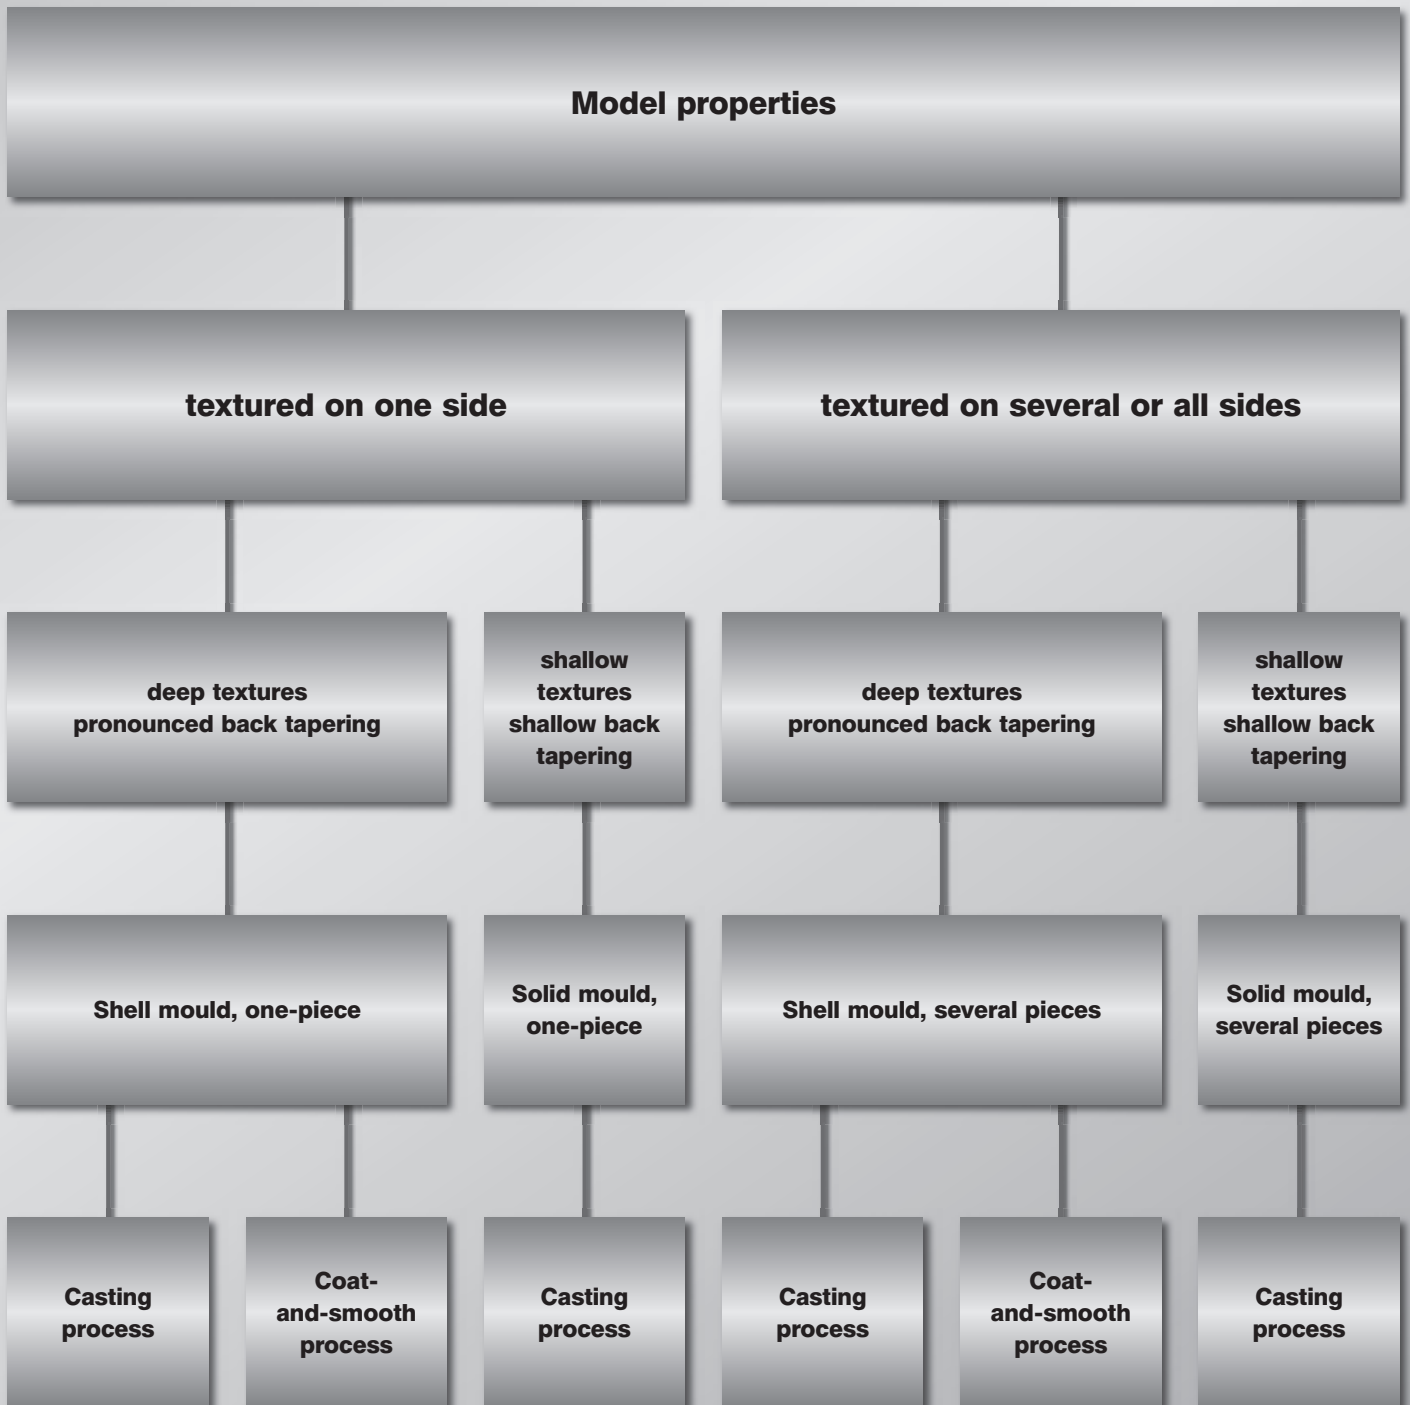 Model properties
textured on one side
textured on several or all sides
deep textures
pronounced back tapering
shallow
textures
shallow back
tapering
deep textures
pronounced back tapering
shallow
textures
shallow back
tapering
Shell mould, one-piece
Solid mould,
one-piece
Shell mould, several pieces
Solid mould,
several pieces
Casting
process
Coat-
and-smooth
process
Casting
process
Casting
process
Coat-
and-smooth
process
Casting
process